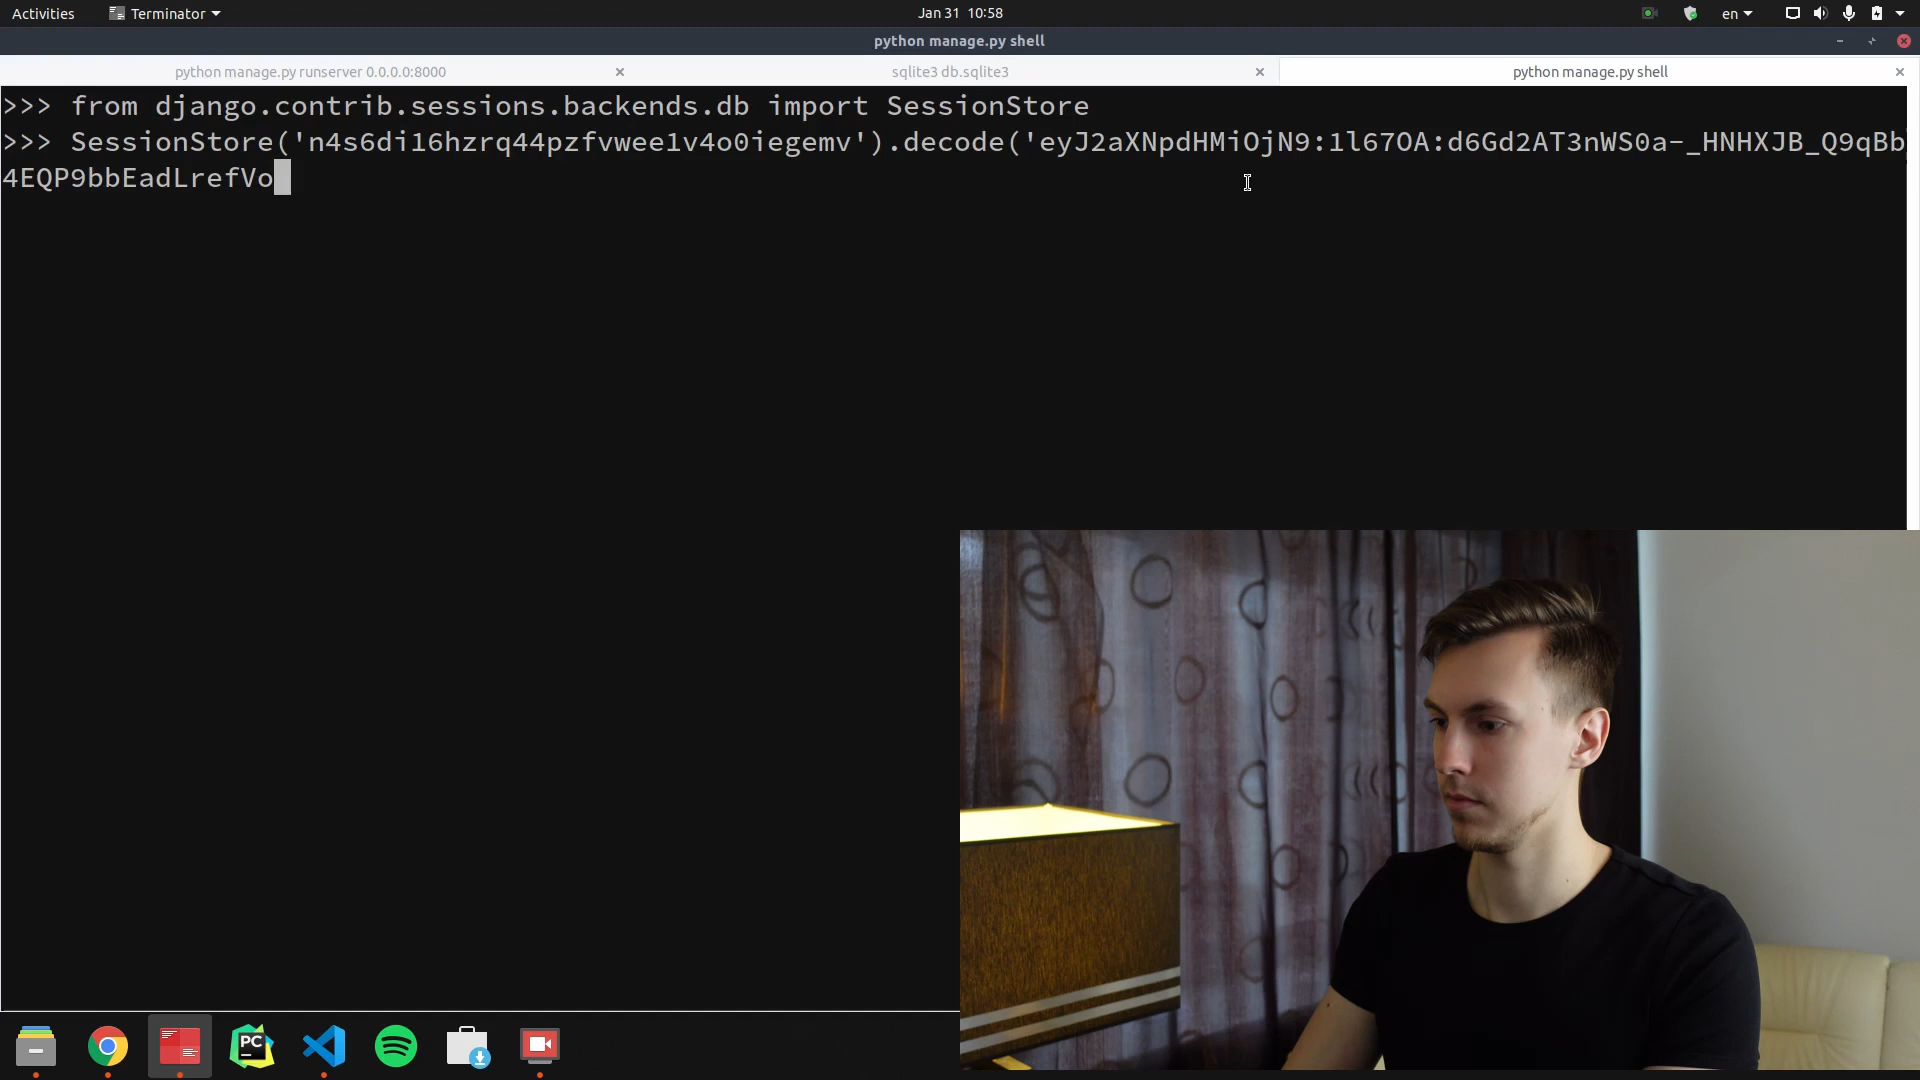 Activities Terminator Jan 31 10:58 en
python manage.py shell
python manage.py runserver 0.0.0.0:8000 sqlite3 db.sqlite3 python manage.py shell
>>> from django.contrib.sessions.backends.db import SessionStore
>>> SessionStore('n4s6di16hzrq44pzfvwee1v4o0iegemv').decode('eyJ2aXNpdHMiOjN9:1l67OA:d6Gd2AT3nWS0a-_HNHXJB_Q9qBb
4EQP9bbEadLrefVo
PC